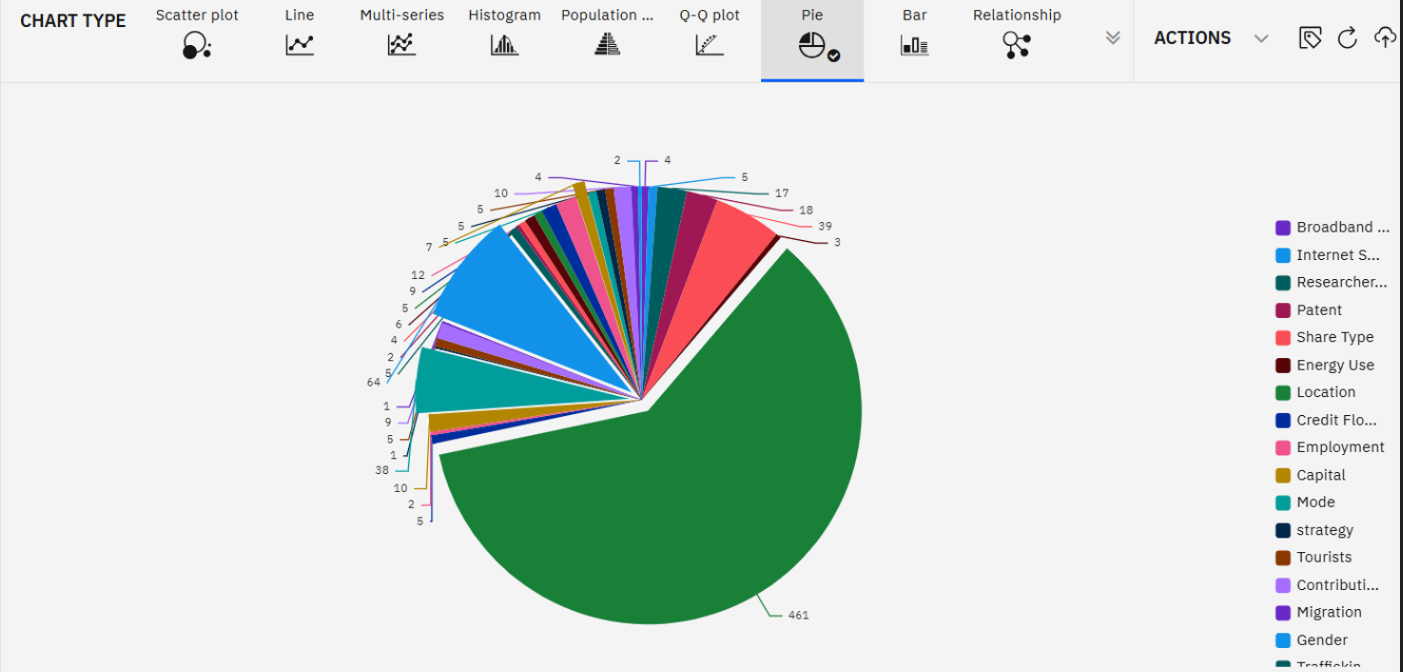 CHART TYPE
Scatter plot
Line
Multi-series
Histogram
Population ...
Q-Q plot
Pie
Bar
Relationship
ACTIONS
2
4
4
5
10
17
5
18
5
39
5
3
7
12
9
5
6
4
2
5
64
1
9
5
1
38
10
2
5
461
Broadband ...
Internet S...
Researcher...
Patent
Share Type
Energy Use
Location
Credit Flo...
Employment
Capital
Mode
strategy
Tourists
Contributi...
Migration
Gender